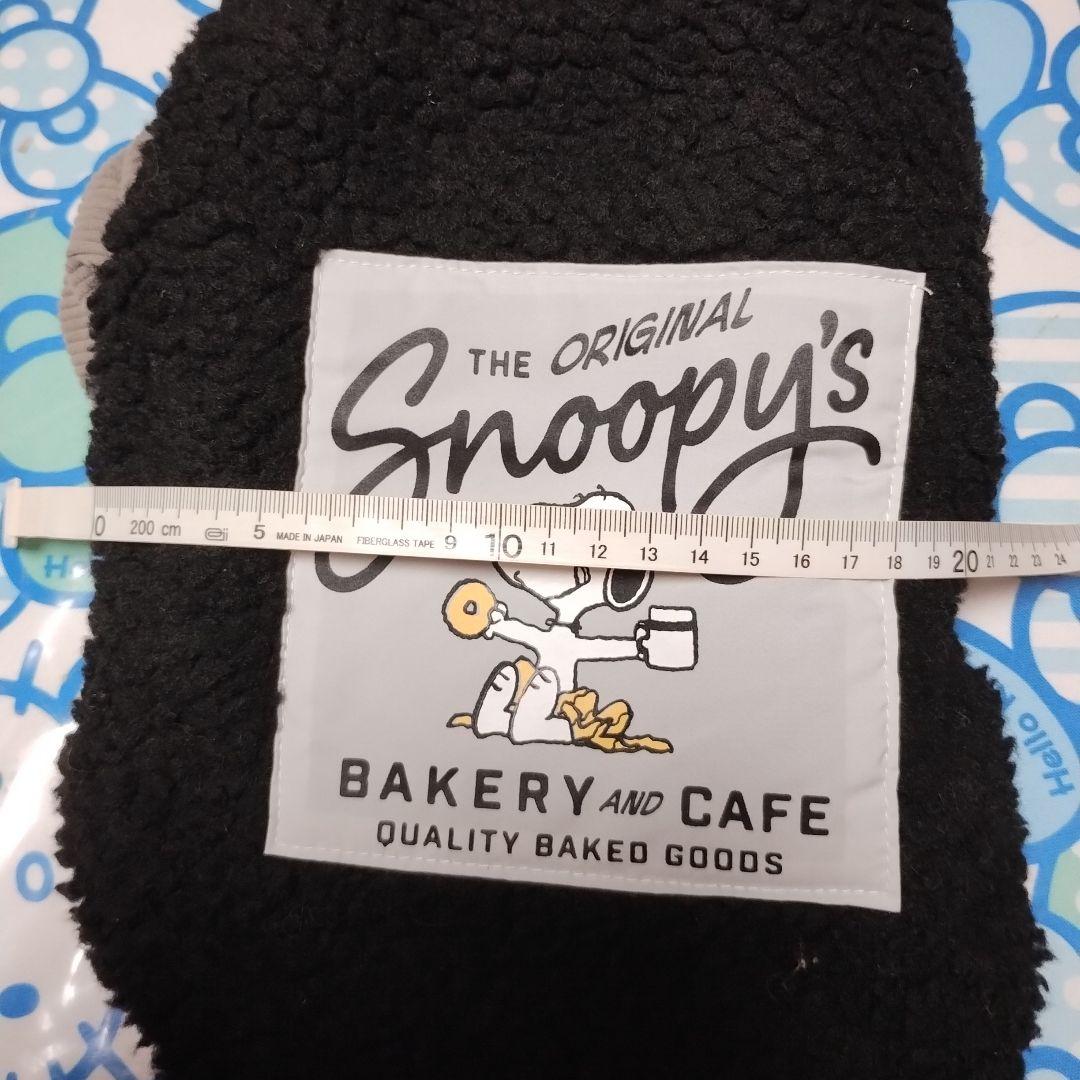 THE ORIGINAL
Snoopy's
0 200 cm 5 MADE IN JAPAN FIBERGLASS TAPE 9 10 11 12 13 14 15 16 17 18 19 20 21 22 23 24
BAKERY AND CAFE
QUALITY BAKED GOODS
Hello